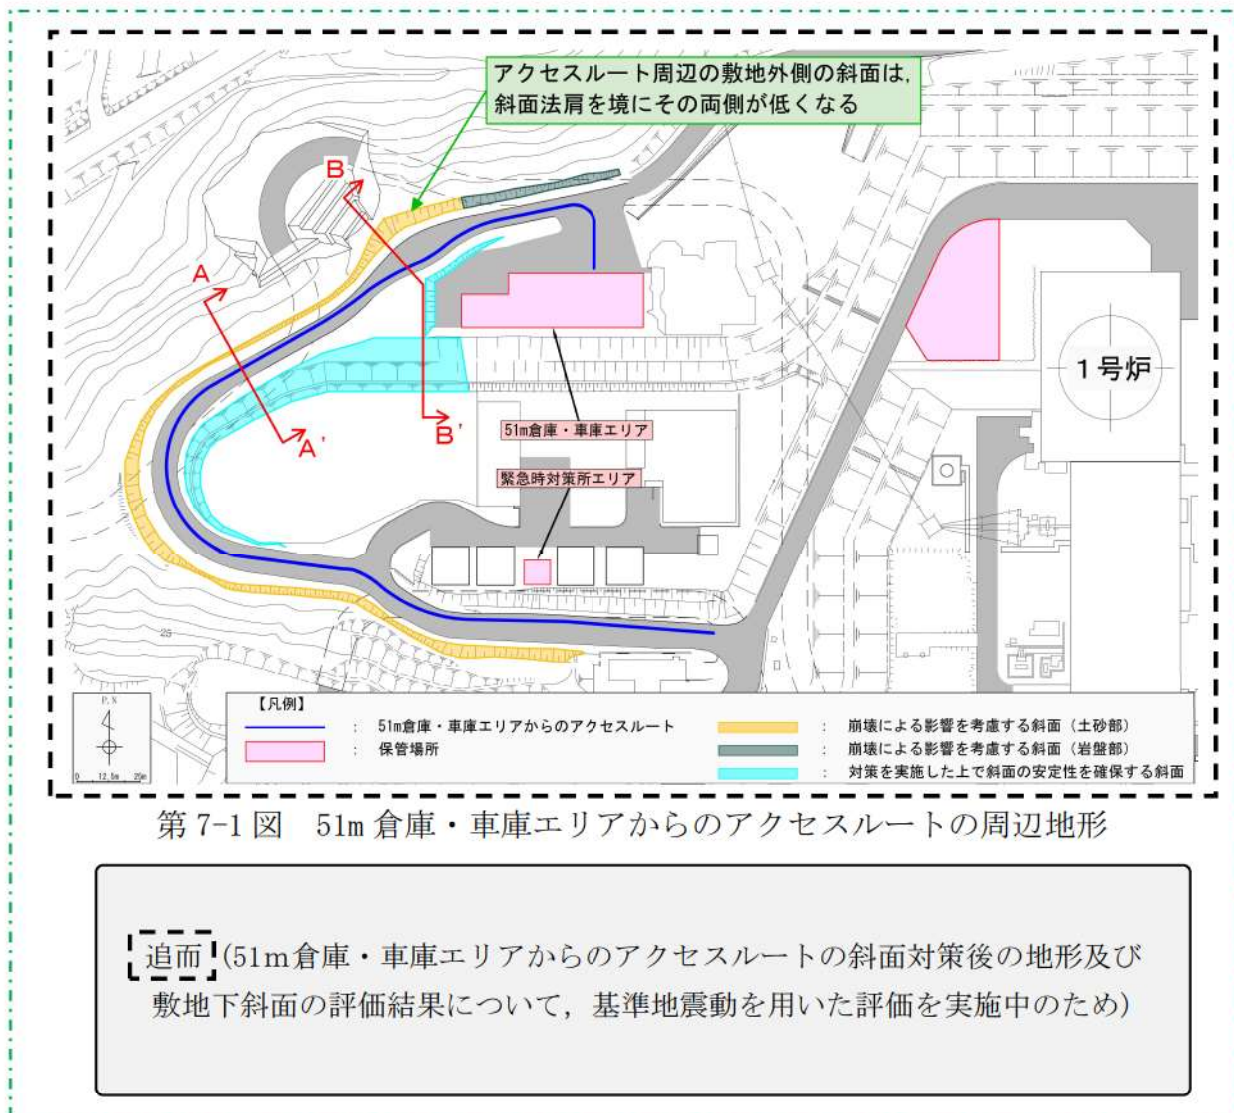 アクセスルート周辺の敷地外側の斜面は,
斜面法肩を境にその両側が低くなる
B
A
A'
B'
1号炉
51m倉庫・車庫エリア
緊急時対策所エリア
25
P.N
0 12.5m 25m
【凡例】
: 51m倉庫・車庫エリアからのアクセスルート
: 保管場所
: 崩壊による影響を考慮する斜面（土砂部）
: 崩壊による影響を考慮する斜面（岩盤部）
: 対策を実施した上で斜面の安定性を確保する斜面
第 7-1 図　51m 倉庫・車庫エリアからのアクセスルートの周辺地形
追而(51m倉庫・車庫エリアからのアクセスルートの斜面対策後の地形及び
敷地下斜面の評価結果について，基準地震動を用いた評価を実施中のため)